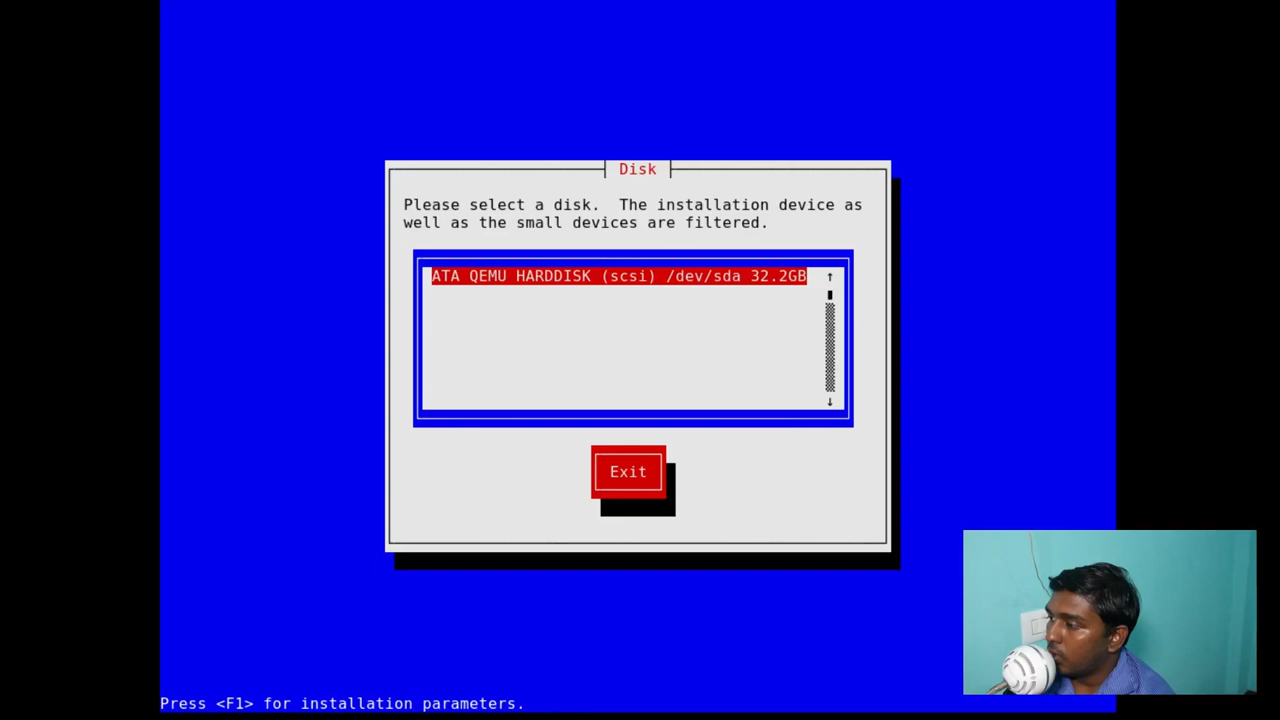 Disk
Please select a disk.  The installation device as
well as the small devices are filtered.
ATA QEMU HARDDISK (scsi) /dev/sda 32.2GB
Exit
Press <F1> for installation parameters.